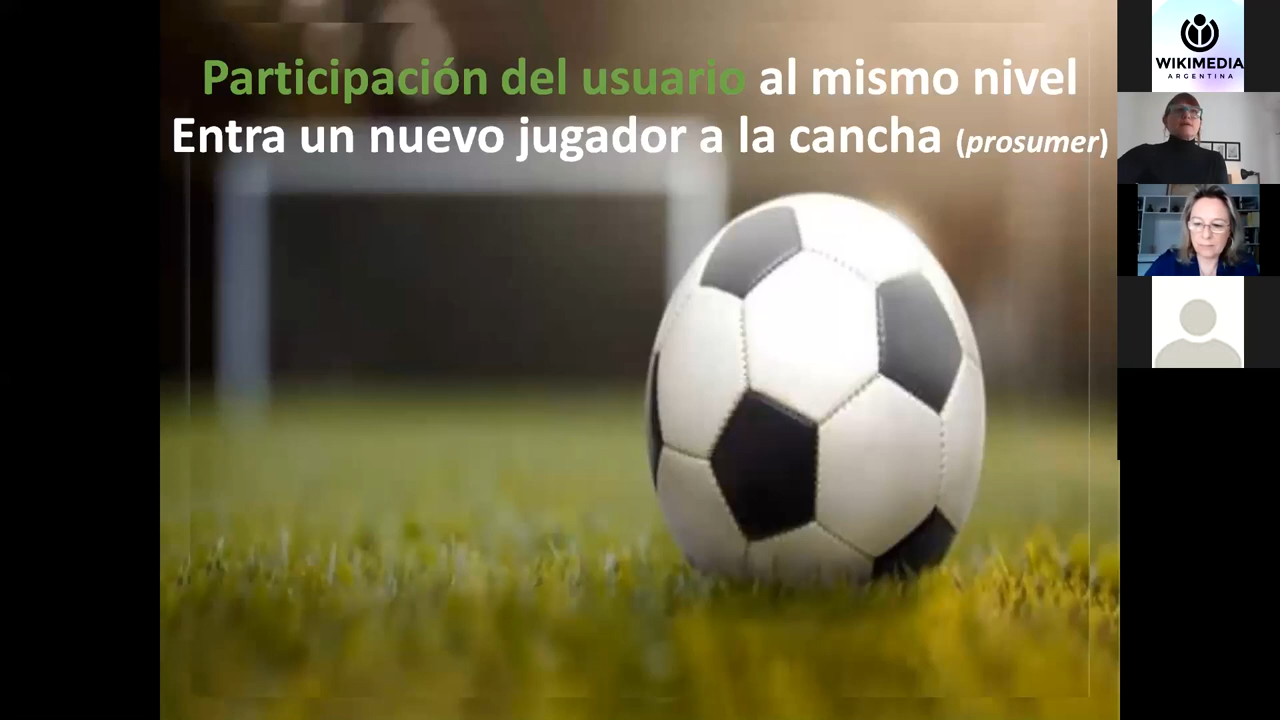 Participación del usuario al mismo nivel
Entra un nuevo jugador a la cancha (prosumer)
WIKIMEDIA
ARGENTINA